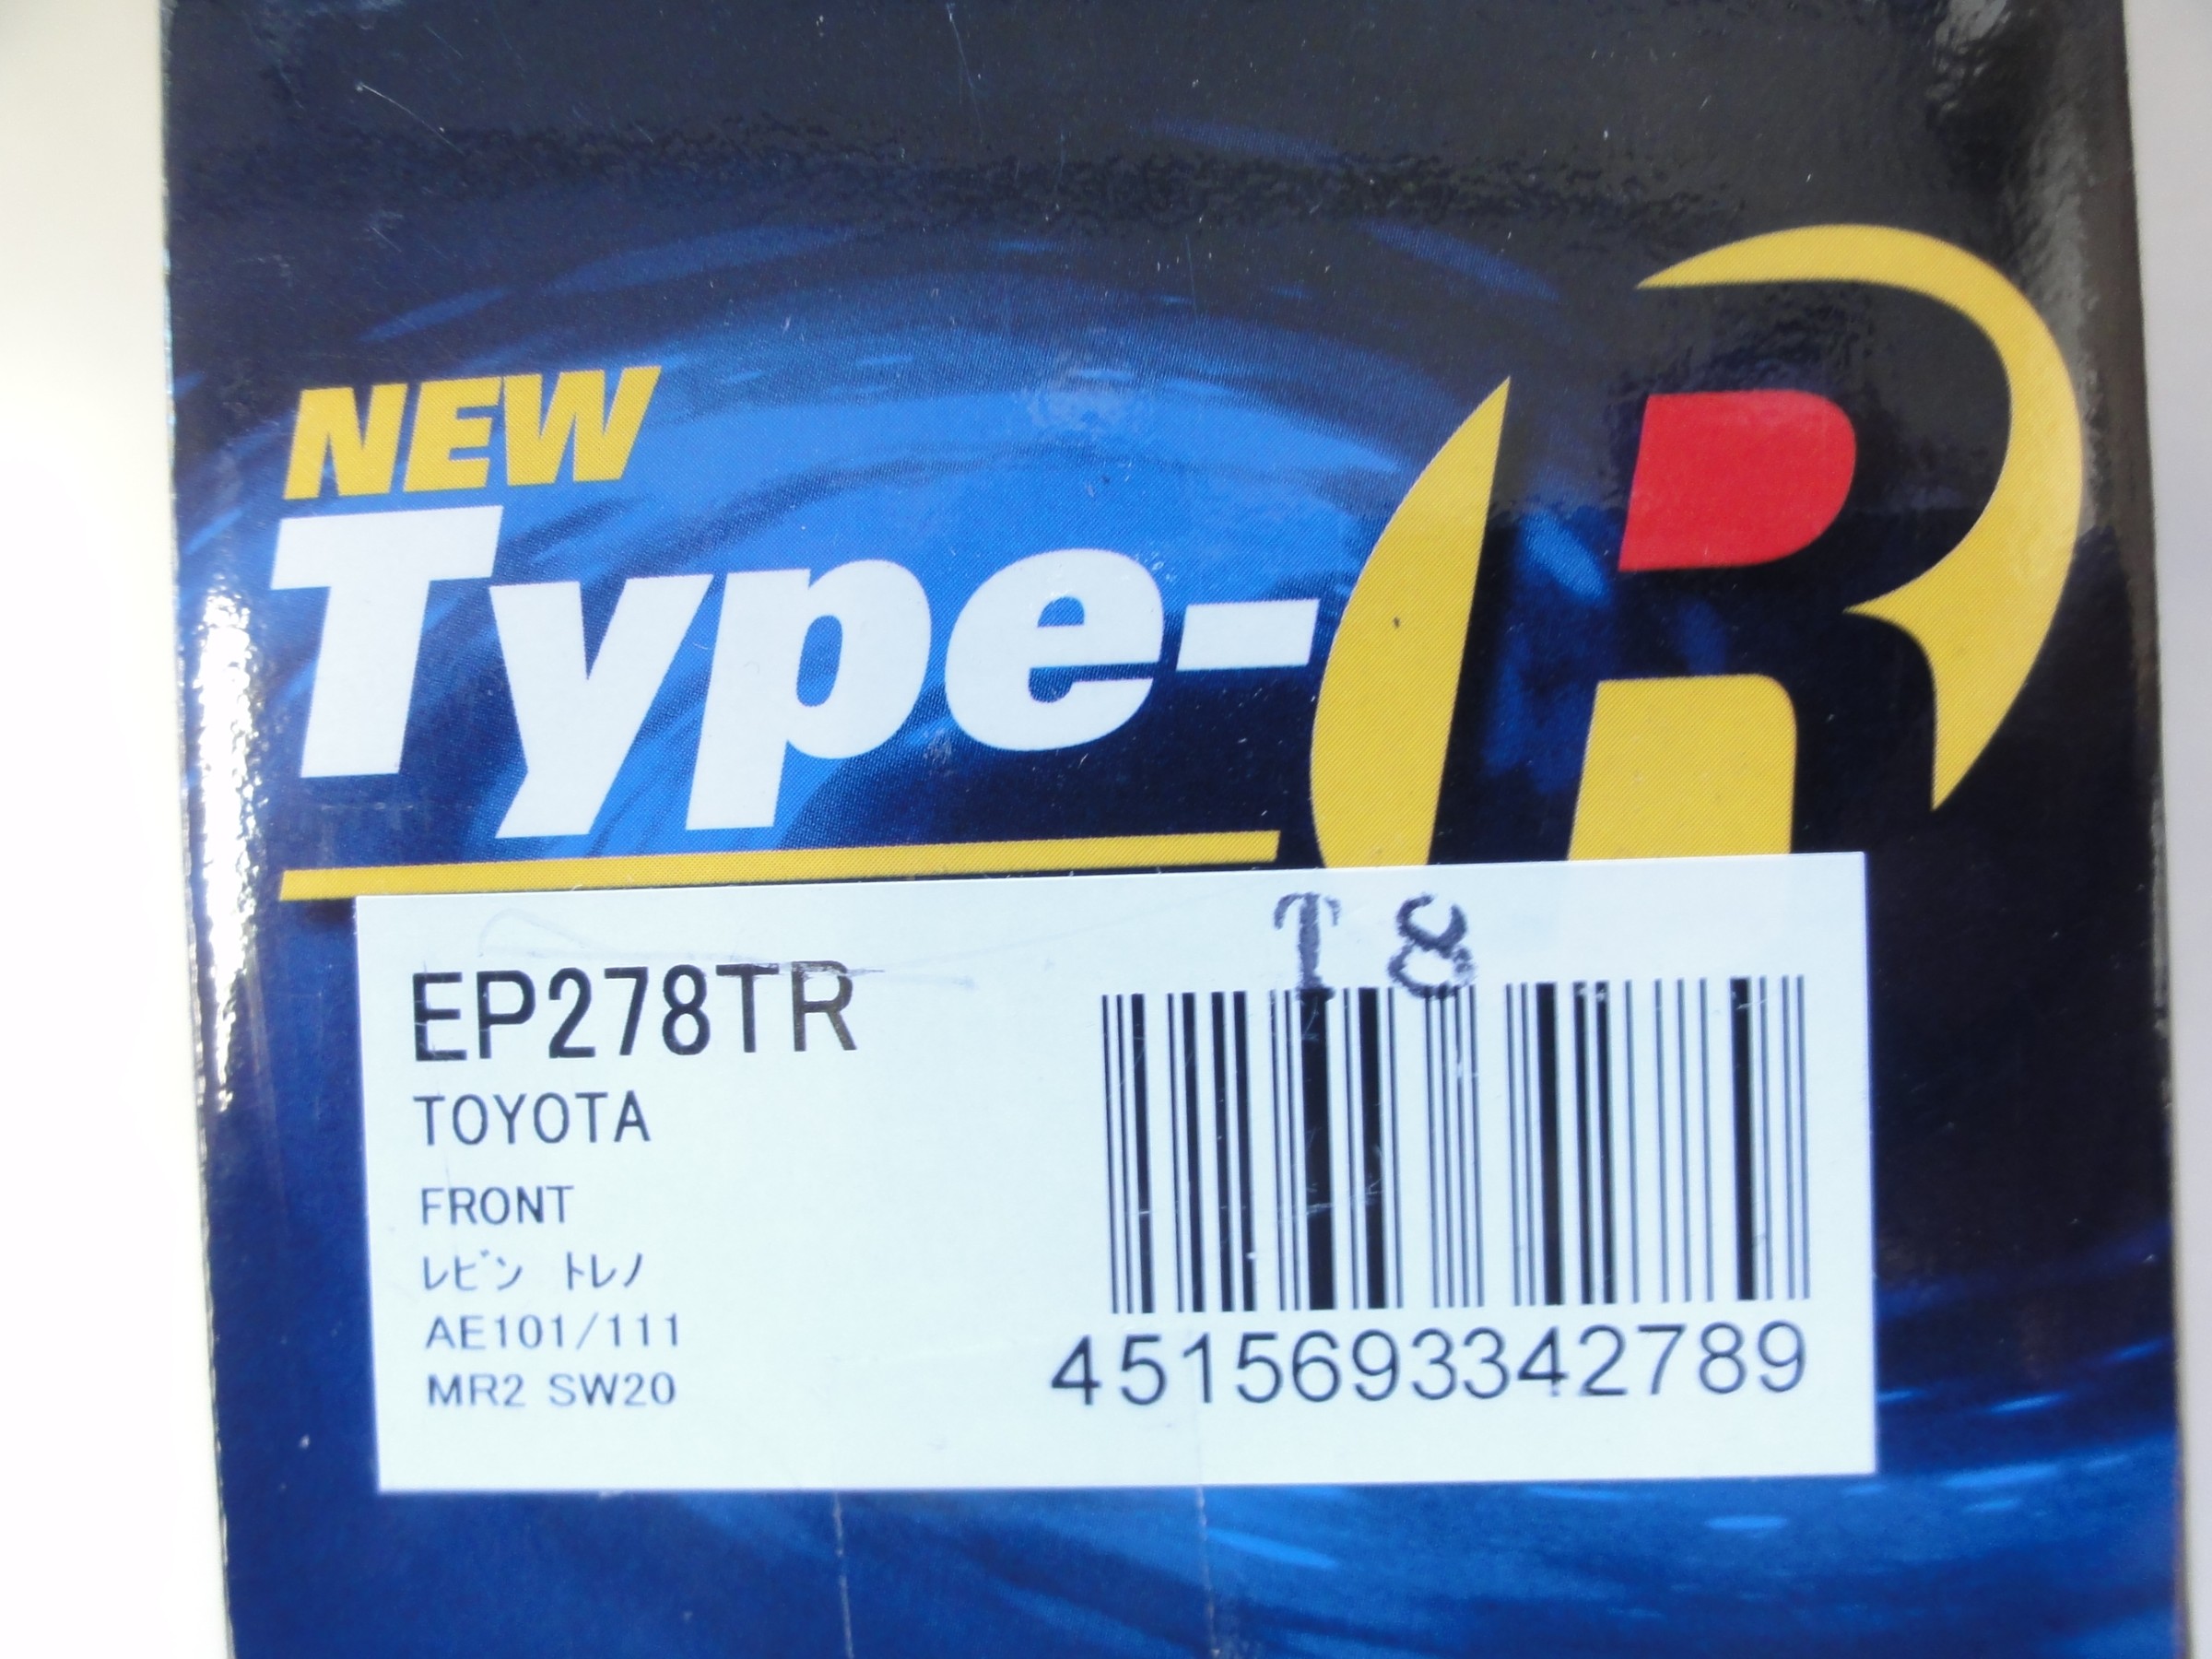 NEW
Type-R
T8
EP278TR
TOYOTA
FRONT
レビン トレノ
AE101/111
MR2 SW20
4515693342789